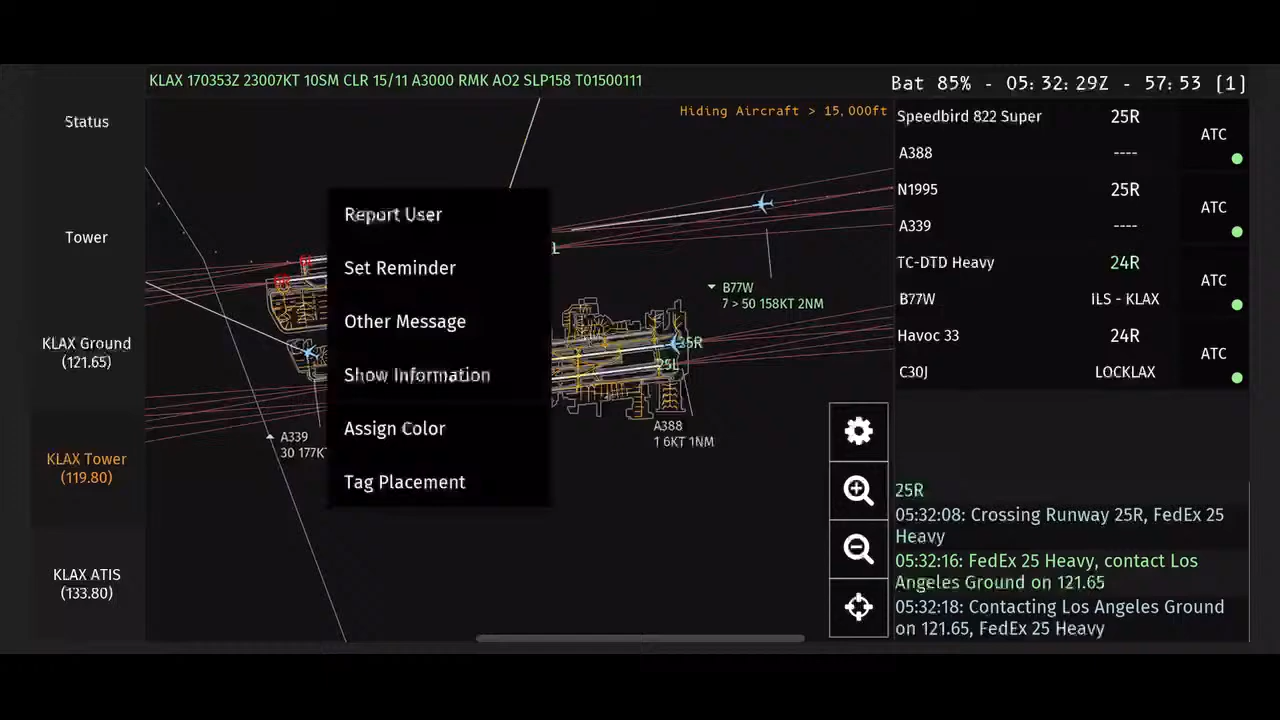 KLAX 170353Z 23007KT 10SM CLR 15/11 A3000 RMK AO2 SLP158 T01500111
Bat 85% - 05:32:29Z - 57:53 [1]
Hiding Aircraft > 15,000ft
Status
Tower
KLAX Ground
(121.65)
KLAX Tower
(119.80)
KLAX ATIS
(133.80)
Report User
Set Reminder
Other Message
Show Information
Assign Color
Tag Placement
L
B77W
7 > 50 158KT 2NM
25R
25L
A388
1 6KT 1NM
A339
30 177K
Speedbird 822 Super 25R
ATC
A388 ----
N1995 25R
ATC
A339 ----
TC-DTD Heavy 24R
ATC
B77W ILS - KLAX
Havoc 33 24R
ATC
C30J LOCKLAX
25R
05:32:08: Crossing Runway 25R, FedEx 25
Heavy
05:32:16: FedEx 25 Heavy, contact Los
Angeles Ground on 121.65
05:32:18: Contacting Los Angeles Ground
on 121.65, FedEx 25 Heavy